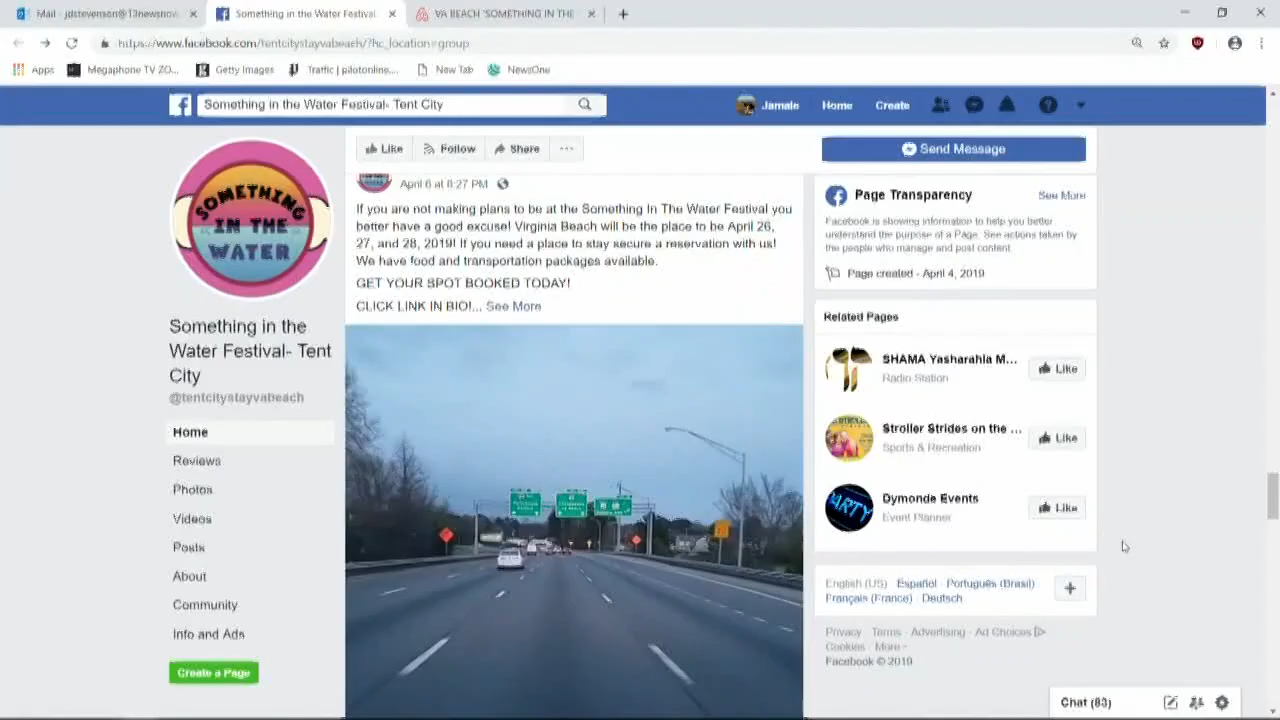 Mail - jdstevenson@13newsnow
Something in the Water Festival
VA BEACH 'SOMETHING IN THE
https://www.facebook.com/tentcitystayvabeach/?hc_location=group
Apps
Megaphone TV ZO...
Getty Images
Traffic | pilotonline....
New Tab
NewsOne
Something in the Water Festival- Tent City
Jamale
Home
Create
Like
Follow
Share
Send Message
SOMETHING
IN THE
WATER
April 6 at 8:27 PM
If you are not making plans to be at the Something In The Water Festival you
better have a good excuse! Virginia Beach will be the place to be April 26,
27, and 28, 2019! If you need a place to stay secure a reservation with us!
We have food and transportation packages available.
GET YOUR SPOT BOOKED TODAY!
CLICK LINK IN BIO!... See More
Page Transparency
See More
Facebook is showing information to help you better
understand the purpose of a Page. See actions taken by
the people who manage and post content.
Page created - April 4, 2019
Something in the
Water Festival- Tent
City
@tentcitystayvabeach
Home
Reviews
Photos
Videos
Posts
About
Community
Info and Ads
Create a Page
Related Pages
SHAMA Yasharahla M...
Radio Station
Like
Stroller Strides on the ...
Sports & Recreation
Like
PARTY
Dymonde Events
Event Planner
Like
English (US) · Español · Português (Brasil) ·
Français (France) · Deutsch
Privacy · Terms · Advertising · Ad Choices
Cookies · More
Facebook © 2019
Chat (83)